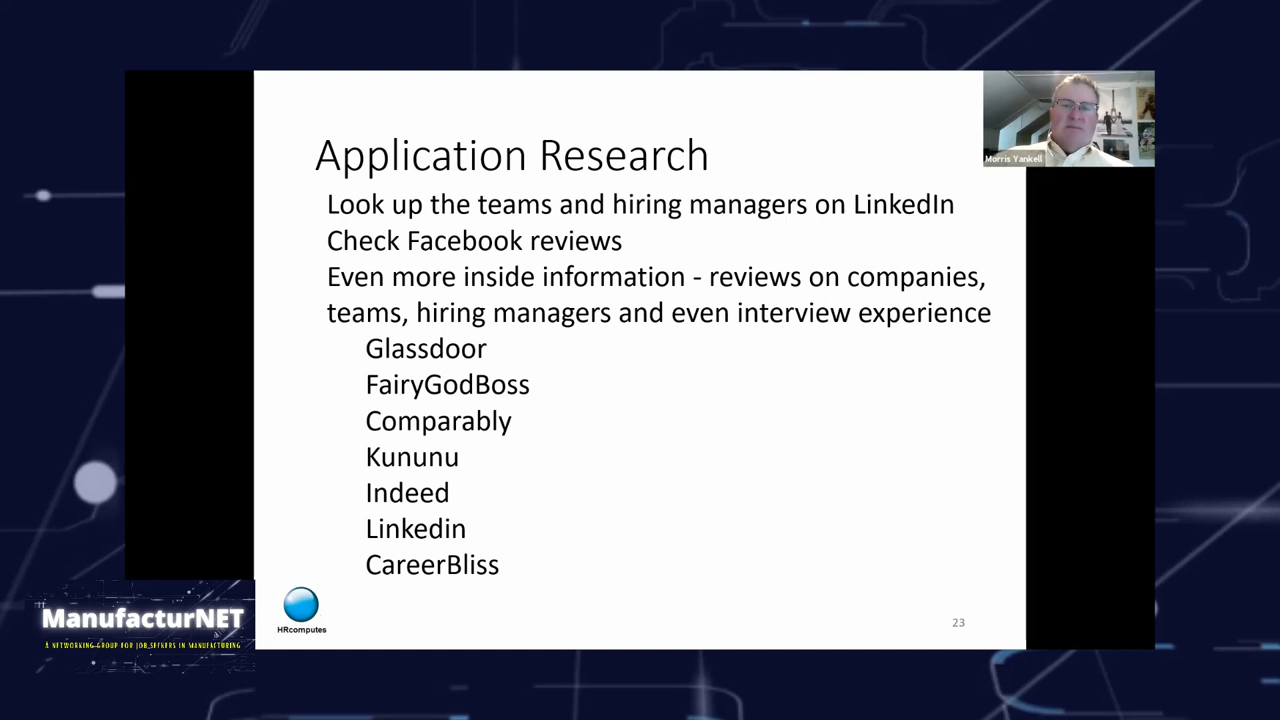 Application Research
Morris Yankell
Look up the teams and hiring managers on LinkedIn
Check Facebook reviews
Even more inside information - reviews on companies,
teams, hiring managers and even interview experience
Glassdoor
FairyGodBoss
Comparably
Kununu
Indeed
Linkedin
CareerBliss
ManufacturNET
A NETWORKING GROUP FOR JOB SEEKERS IN MANUFACTURING
HRcomputes
23